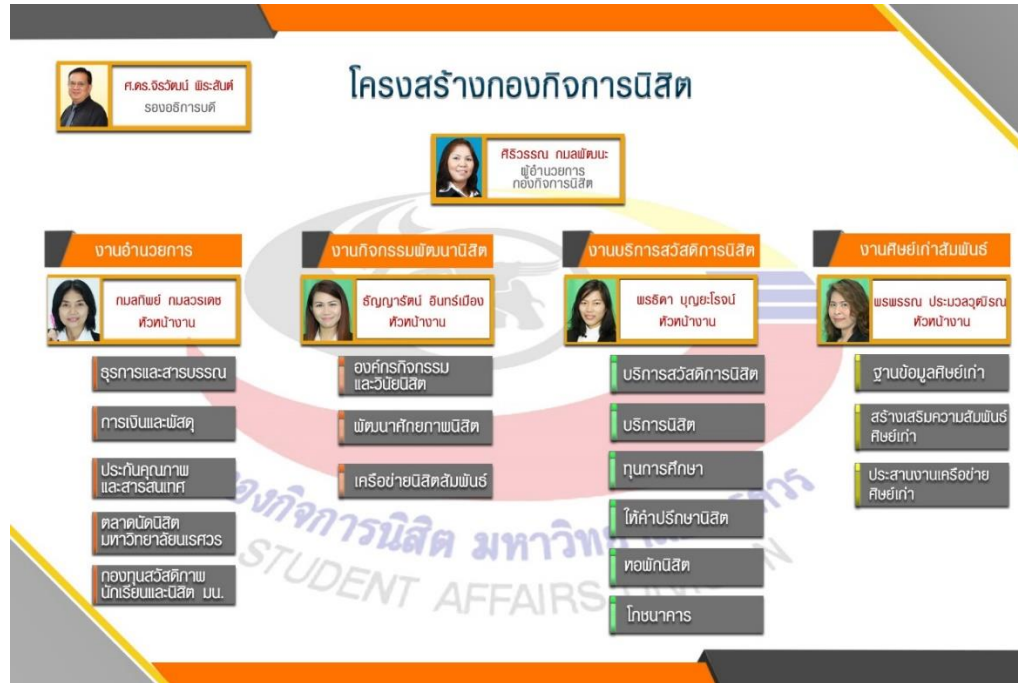 ศ.ดร.จิรวัฒน์ พิระสันต์
รองอธิการบดี
โครงสร้างกองกิจการนิสิต
ศิริวรรณ กมลพัฒนะ
ผู้อำนวยการ
กองกิจการนิสิต
งานอำนวยการ
กมลทิพย์ กมลวรเดช
หัวหน้างาน
ธุรการและสารบรรณ
การเงินและพัสดุ
ประกันคุณภาพ
และสารสนเทศ
ตลาดนัดนิสิต
มหาวิทยาลัยนเรศวร
กองทุนสวัสดิภาพ
นักเรียนและนิสิต มน.
งานกิจกรรมพัฒนานิสิต
ธัญญารัตน์ อินทร์เมือง
หัวหน้างาน
องค์กรกิจกรรม
และวินัยนิสิต
พัฒนาศักยภาพนิสิต
เครือข่ายนิสิตสัมพันธ์
งานบริการสวัสดิการนิสิต
พรธิดา บุญยะโรจน์
หัวหน้างาน
บริการสวัสดิการนิสิต
บริการนิสิต
ทุนการศึกษา
ให้คำปรึกษานิสิต
หอพักนิสิต
โภชนาคาร
งานศิษย์เก่าสัมพันธ์
พรพรรณ ประมวลวุฒิรณ
หัวหน้างาน
ฐานข้อมูลศิษย์เก่า
สร้างเสริมความสัมพันธ์
ศิษย์เก่า
ประสานงานเครือข่าย
ศิษย์เก่า
กองกิจการนิสิต มหาวิทยาลัยนเรศวร
STUDENT AFFAIRS DIVISION